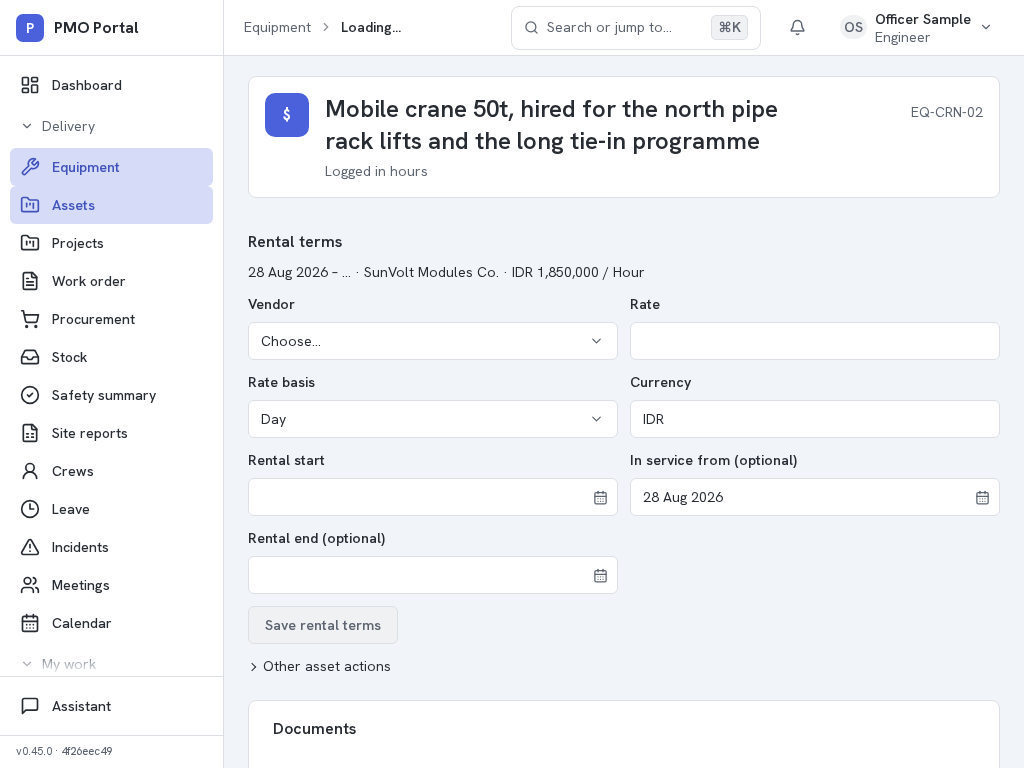 P PMO Portal
Equipment > Loading...
Search or jump to... ⌘K
OS Officer Sample
Engineer
Dashboard
Delivery
Equipment
Assets
Projects
Work order
Procurement
Stock
Safety summary
Site reports
Crews
Leave
Incidents
Meetings
Calendar
My work
Assistant
v0.45.0 · 4f26eec49
$
Mobile crane 50t, hired for the north pipe
rack lifts and the long tie-in programme
EQ-CRN-02
Logged in hours
Rental terms
28 Aug 2026 – … · SunVolt Modules Co. · IDR 1,850,000 / Hour
Vendor
Choose...
Rate
Rate basis
Day
Currency
IDR
Rental start
In service from (optional)
28 Aug 2026
Rental end (optional)
Save rental terms
Other asset actions
Documents